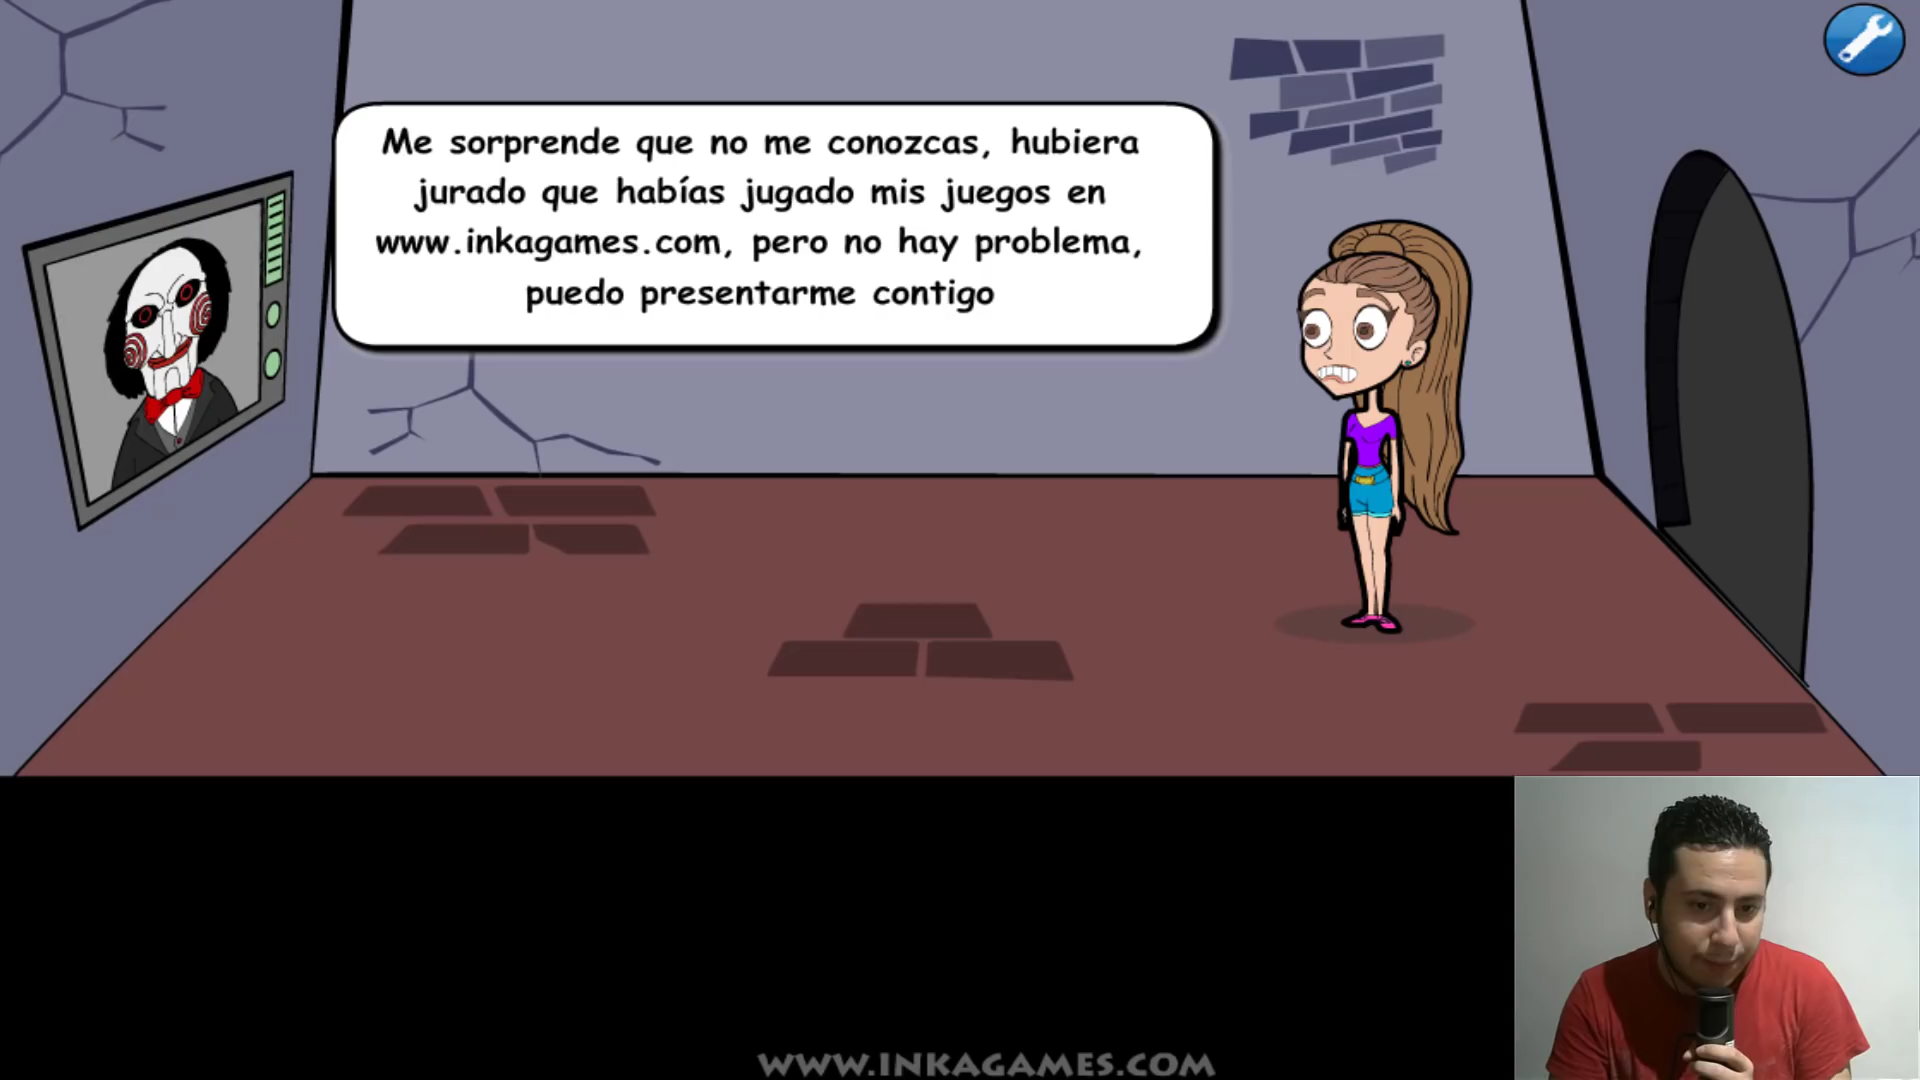 Me sorprende que no me conozcas, hubiera
jurado que habías jugado mis juegos en
www.inkagames.com, pero no hay problema,
puedo presentarme contigo
WWW.INKAGAMES.COM